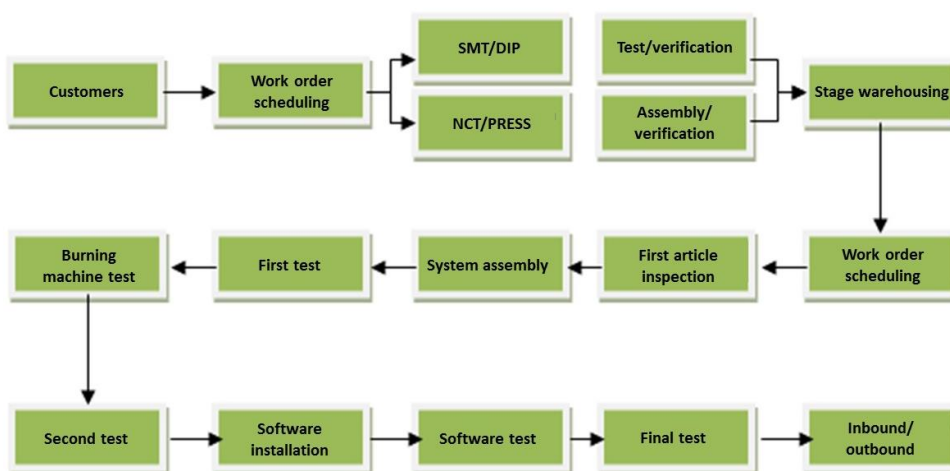 Customers
Work order
scheduling
SMT/DIP
NCT/PRESS
Test/verification
Assembly/
verification
Stage warehousing
Burning
machine test
First test
System assembly
First article
inspection
Work order
scheduling
Second test
Software
installation
Software test
Final test
Inbound/
outbound